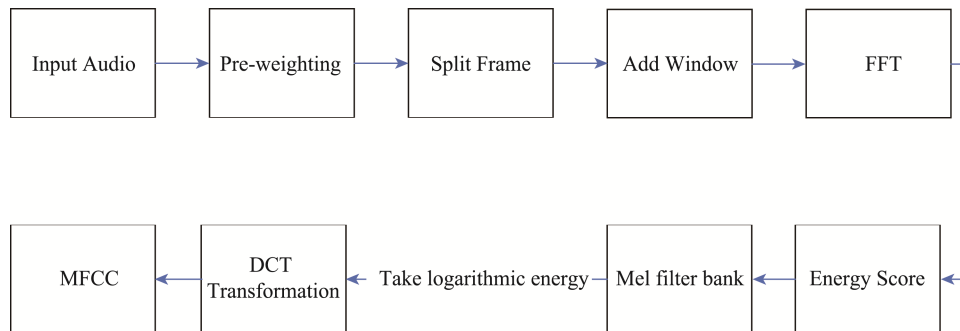 Input Audio
Pre-weighting
Split Frame
Add Window
FFT
Energy Score
Mel filter bank
Take logarithmic energy
DCT
Transformation
MFCC